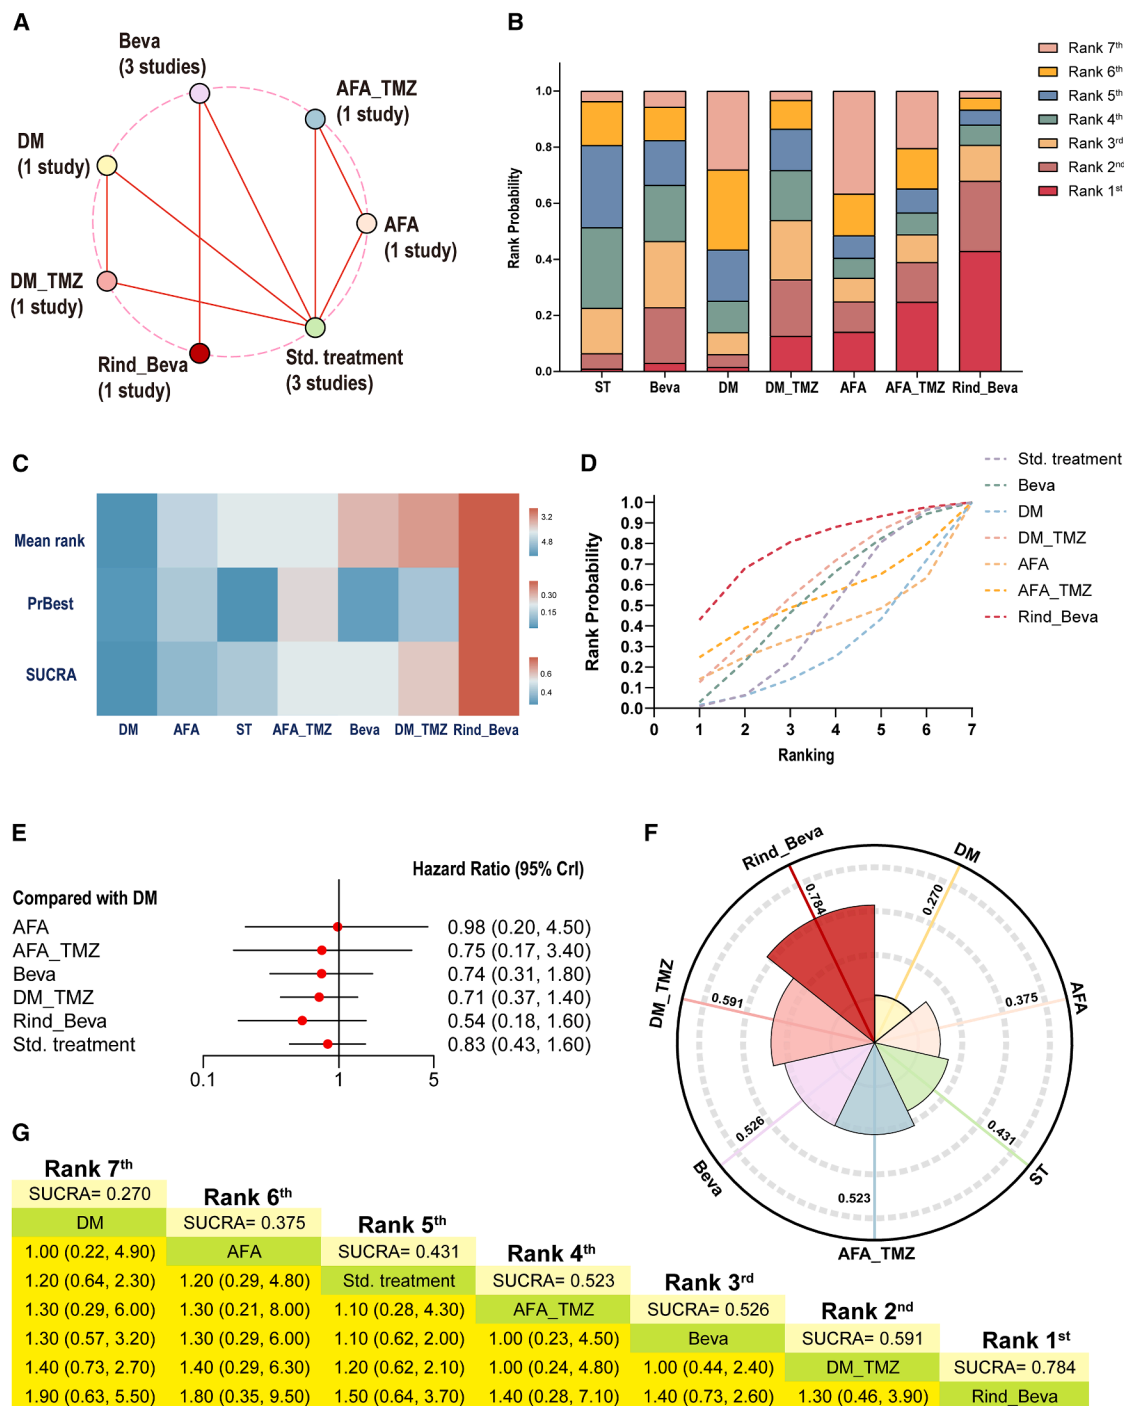 A
Beva
(3 studies)
AFA_TMZ
(1 study)
DM
(1 study)
AFA
(1 study)
DM_TMZ
(1 study)
Rind_Beva
(1 study)
Std. treatment
(3 studies)
B
Rank Probability
1.0
0.8
0.6
0.4
0.2
0.0
ST Beva DM DM_TMZ AFA AFA_TMZ Rind_Beva
Rank 7th
Rank 6th
Rank 5th
Rank 4th
Rank 3rd
Rank 2nd
Rank 1st
C
Mean rank
PrBest
SUCRA
DM AFA ST AFA_TMZ Beva DM_TMZ Rind_Beva
3.2
4.8
0.30
0.15
0.6
0.4
D
Rank Probability
1.0
0.9
0.8
0.7
0.6
0.5
0.4
0.3
0.2
0.1
0.0
0 1 2 3 4 5 6 7
Ranking
Std. treatment
Beva
DM
DM_TMZ
AFA
AFA_TMZ
Rind_Beva
E
Hazard Ratio (95% CrI)
Compared with DM
AFA 0.98 (0.20, 4.50)
AFA_TMZ 0.75 (0.17, 3.40)
Beva 0.74 (0.31, 1.80)
DM_TMZ 0.71 (0.37, 1.40)
Rind_Beva 0.54 (0.18, 1.60)
Std. treatment 0.83 (0.43, 1.60)
0.1 1 5
F
Rind_Beva
0.784
DM
0.270
AFA
0.375
ST
0.431
AFA_TMZ
0.523
Beva
0.526
DM_TMZ
0.591
G
Rank 7th
SUCRA= 0.270 Rank 6th
DM SUCRA= 0.375 Rank 5th
1.00 (0.22, 4.90) AFA SUCRA= 0.431 Rank 4th
1.20 (0.64, 2.30) 1.20 (0.29, 4.80) Std. treatment SUCRA= 0.523 Rank 3rd
1.30 (0.29, 6.00) 1.30 (0.21, 8.00) 1.10 (0.28, 4.30) AFA_TMZ SUCRA= 0.526 Rank 2nd
1.30 (0.57, 3.20) 1.30 (0.29, 6.00) 1.10 (0.62, 2.00) 1.00 (0.23, 4.50) Beva SUCRA= 0.591 Rank 1st
1.40 (0.73, 2.70) 1.40 (0.29, 6.30) 1.20 (0.62, 2.10) 1.00 (0.24, 4.80) 1.00 (0.44, 2.40) DM_TMZ SUCRA= 0.784
1.90 (0.63, 5.50) 1.80 (0.35, 9.50) 1.50 (0.64, 3.70) 1.40 (0.28, 7.10) 1.40 (0.73, 2.60) 1.30 (0.46, 3.90) Rind_Beva